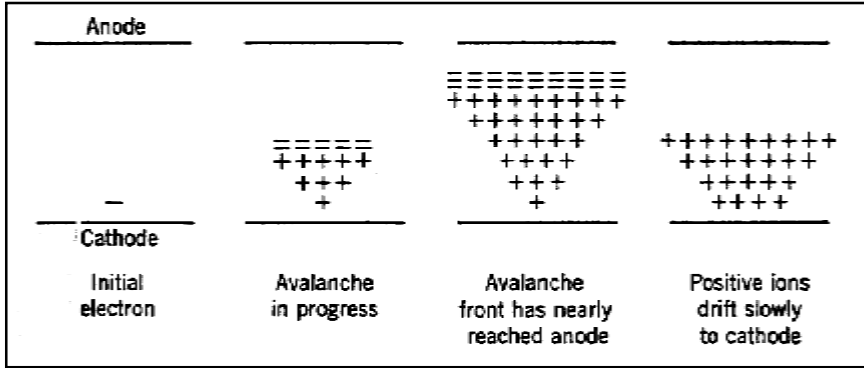 Anode
Cathode
Initial
electron
Avalanche
in progress
Avalanche
front has nearly
reached anode
Positive ions
drift slowly
to cathode